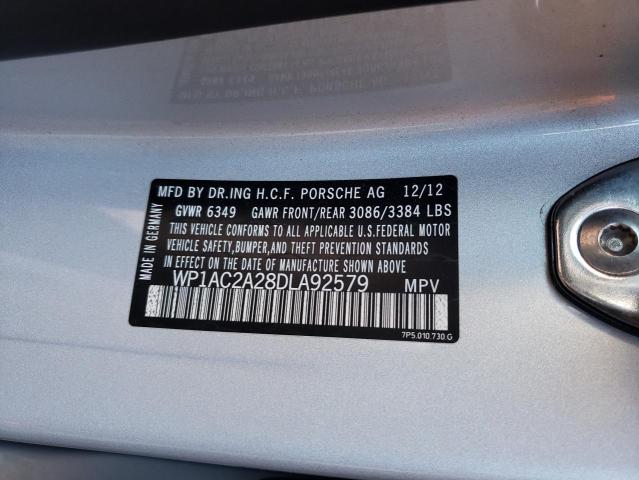 MFD BY DR.ING H.C.F. PORSCHE AG 12/12
GVWR 6349 GAWR FRONT/REAR 3086/3384 LBS
THIS VEHICLE CONFORMS TO ALL APPLICABLE U.S.FEDERAL MOTOR
VEHICLE SAFETY,BUMPER,AND THEFT PREVENTION STANDARDS
IN EFFECT ON THE DATE OF MANUFACTURE SHOWN ABOVE
WP1AC2A28DLA92579 MPV
7P5.010.730.G
MADE IN GERMANY